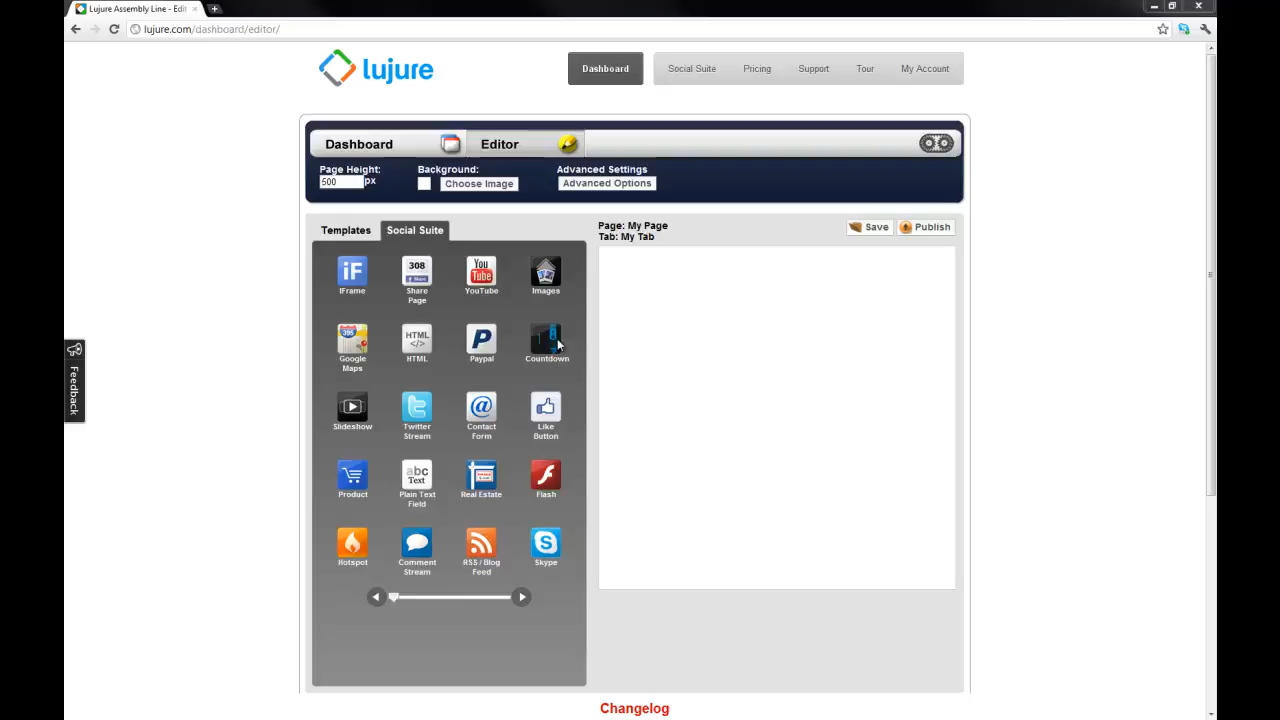 Lujure Assembly Line - Edit
lujure.com/dashboard/editor/
lujure
Dashboard
Social Suite
Pricing
Support
Tour
My Account
Dashboard
Editor
Page Height:
500
px
Background:
Choose Image
Advanced Settings
Advanced Options
Templates
Social Suite
Page: My Page
Tab: My Tab
Save
Publish
iF
IFrame
308
Share
Share
Page
You
Tube
YouTube
Images
395
Google
Maps
HTML
</>
HTML
P
Paypal
Countdown
Slideshow
Twitter
Stream
@
Contact
Form
Like
Button
Product
abc
Text
Plain Text
Field
Real Estate
Flash
Hotspot
Comment
Stream
RSS / Blog
Feed
Skype
Feedback
Changelog